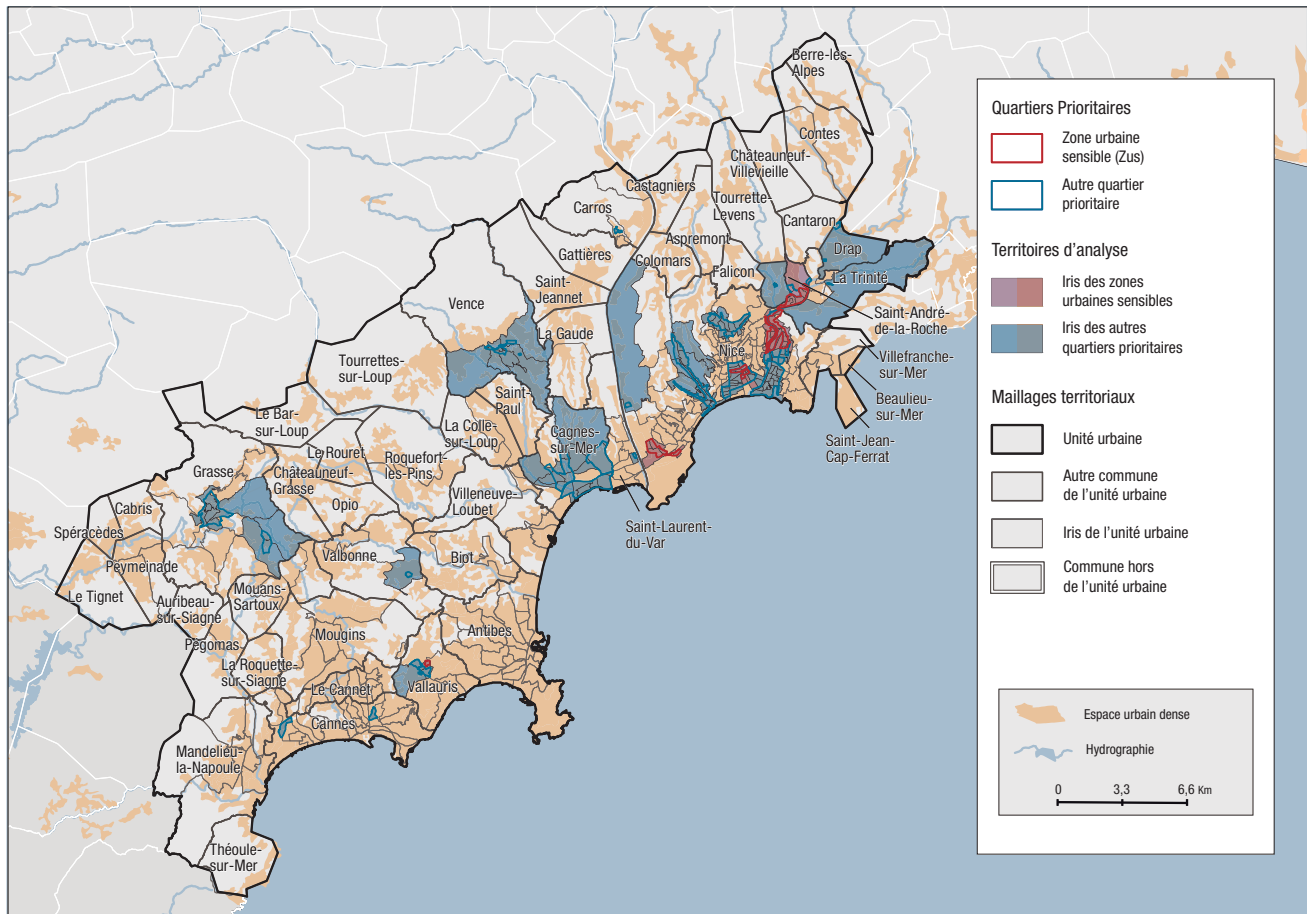 Berre-les-
Alpes
Contes
Châteauneuf-
Villevieille
Castagniers
Tourrette-
Levens
Carros
Cantaron
Aspremont
Drap
Gattières
Colomars
Falicon
La Trinité
Saint-
Jeannet
Vence
Saint-André-
de-la-Roche
La Gaude
Nice
Villefranche-
sur-Mer
Tourrettes-
sur-Loup
Saint-
Paul
Beaulieu-
sur-Mer
Le Bar-
sur-Loup
La Colle-
sur-Loup
Cagnes-
sur-Mer
Saint-Jean-
Cap-Ferrat
Le Rouret
Roquefort-
les-Pins
Grasse
Châteauneuf-
Grasse
Villeneuve-
Loubet
Cabris
Opio
Saint-Laurent-
du-Var
Spéracèdes
Valbonne
Biot
Peymeinade
Le Tignet
Auribeau-
sur-Siagne
Mouans-
Sartoux
Mougins
Antibes
Pégomas
La Roquette-
sur-Siagne
Le Cannet
Vallauris
Cannes
Mandelieu-
la-Napoule
Théoule-
sur-Mer
Quartiers Prioritaires
Zone urbaine
sensible (Zus)
Autre quartier
prioritaire
Territoires d'analyse
Iris des zones
urbaines sensibles
Iris des autres
quartiers prioritaires
Maillages territoriaux
Unité urbaine
Autre commune
de l'unité urbaine
Iris de l'unité urbaine
Commune hors
de l'unité urbaine
Espace urbain dense
Hydrographie
0 3,3 6,6 Km